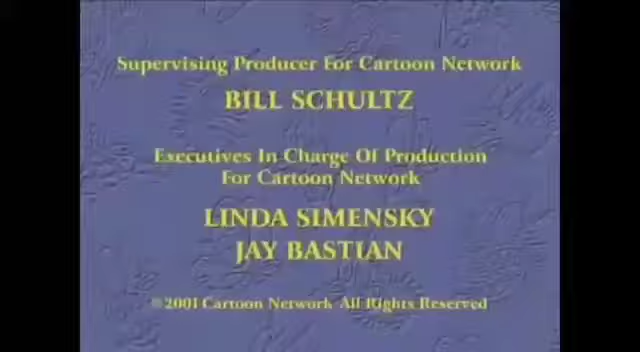 Supervising Producer For Cartoon Network
BILL SCHULTZ
Executives In Charge Of Production
For Cartoon Network
LINDA SIMENSKY
JAY BASTIAN
©2001 Cartoon Network All Rights Reserved